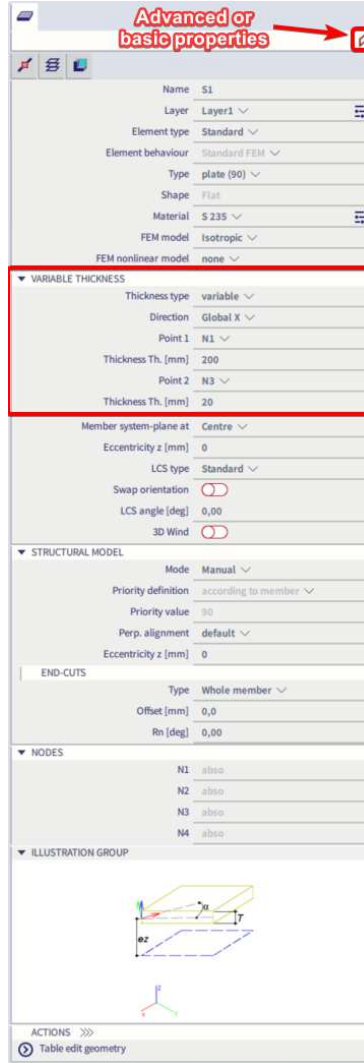 Advanced or
basic properties
Name S1
Layer Layer1
Element type Standard
Element behaviour Standard FEM
Type plate (90)
Shape Flat
Material S 235
FEM model Isotropic
FEM nonlinear model none
VARIABLE THICKNESS
Thickness type variable
Direction Global X
Point 1 N1
Thickness Th. [mm] 200
Point 2 N3
Thickness Th. [mm] 20
Member system-plane at Centre
Eccentricity z [mm] 0
LCS type Standard
Swap orientation
LCS angle [deg] 0,00
3D Wind
STRUCTURAL MODEL
Mode Manual
Priority definition according to member
Priority value 90
Perp. alignment default
Eccentricity z [mm] 0
END-CUTS
Type Whole member
Offset [mm] 0,0
Rn [deg] 0,00
NODES
N1 abso
N2 abso
N3 abso
N4 abso
ILLUSTRATION GROUP
T
ez
ACTIONS >>>
Table edit geometry